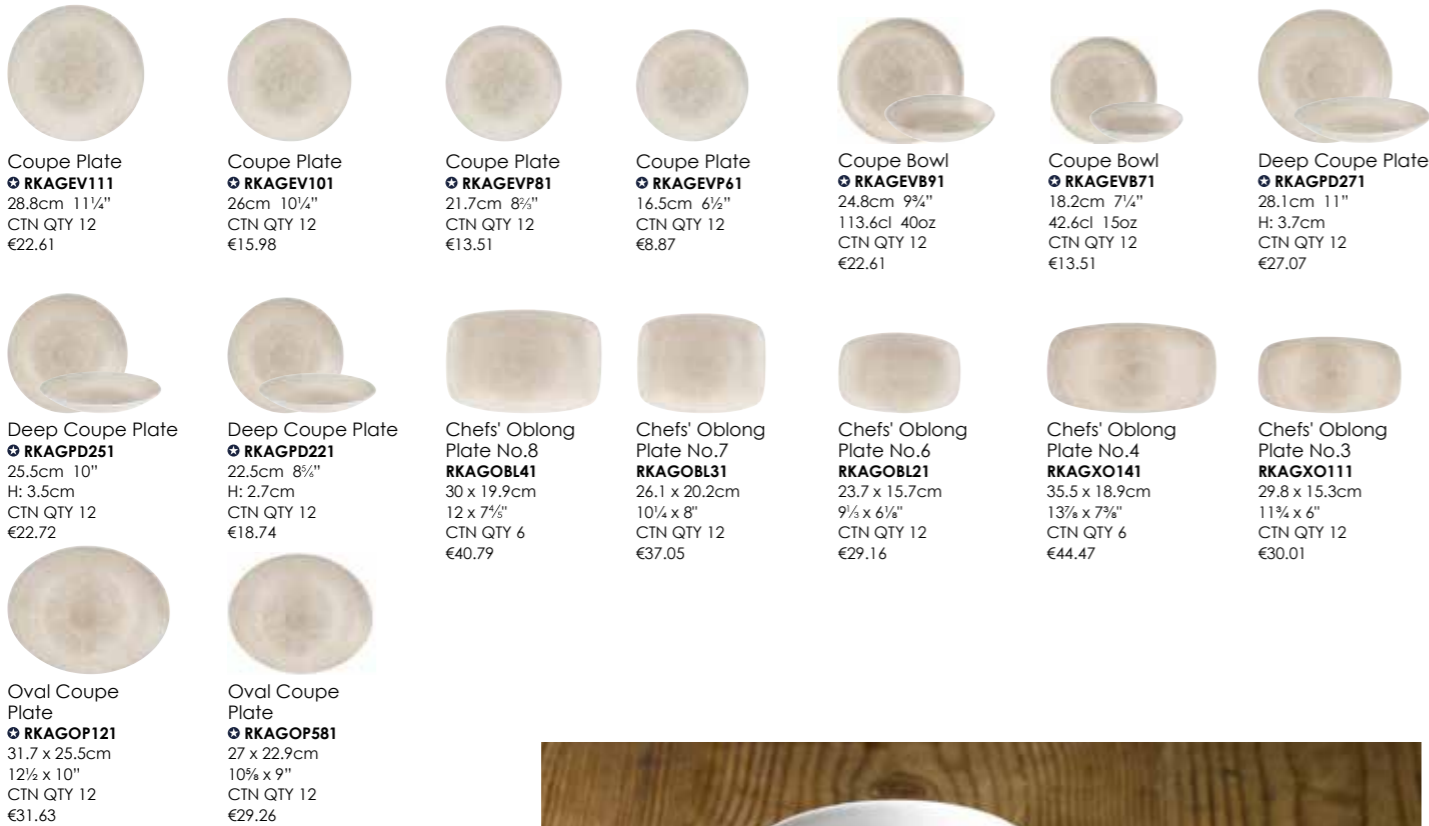 Coupe Plate
✪ RKAGEV111
28.8cm 11¼”
CTN QTY 12
€22.61
Coupe Plate
✪ RKAGEV101
26cm 10¼”
CTN QTY 12
€15.98
Coupe Plate
✪ RKAGEVP81
21.7cm 8⅔”
CTN QTY 12
€13.51
Coupe Plate
✪ RKAGEVP61
16.5cm 6½”
CTN QTY 12
€8.87
Coupe Bowl
✪ RKAGEVB91
24.8cm 9¾”
113.6cl 40oz
CTN QTY 12
€22.61
Coupe Bowl
✪ RKAGEVB71
18.2cm 7¼”
42.6cl 15oz
CTN QTY 12
€13.51
Deep Coupe Plate
✪ RKAGPD271
28.1cm 11”
H: 3.7cm
CTN QTY 12
€27.07
Deep Coupe Plate
✪ RKAGPD251
25.5cm 10”
H: 3.5cm
CTN QTY 12
€22.72
Deep Coupe Plate
✪ RKAGPD221
22.5cm
H: 2.7cm
CTN QTY 12
€18.74
Chefs' Oblong
Plate No.8
RKAGOBL41
30 x 19.9cm
12 x 7⅘"
CTN QTY 6
€40.79
Chefs' Oblong
Plate No.7
RKAGOBL31
26.1 x 20.2cm
10¼ x 8"
CTN QTY 12
€37.05
Chefs' Oblong
Plate No.6
RKAGOBL21
23.7 x 15.7cm
9⅓ x 6⅛"
CTN QTY 12
€29.16
Chefs' Oblong
Plate No.4
RKAGXO141
35.5 x 18.9cm
13⅞ x 7⅜"
CTN QTY 6
€44.47
Chefs' Oblong
Plate No.3
RKAGXO111
29.8 x 15.3cm
11¾ x 6"
CTN QTY 12
€30.01
Oval Coupe
Plate
✪ RKAGOP121
31.7 x 25.5cm
12½ x 10”
CTN QTY 12
€31.63
Oval Coupe
Plate
✪ RKAGOP581
27 x 22.9cm
10⅝ x 9”
CTN QTY 12
€29.26